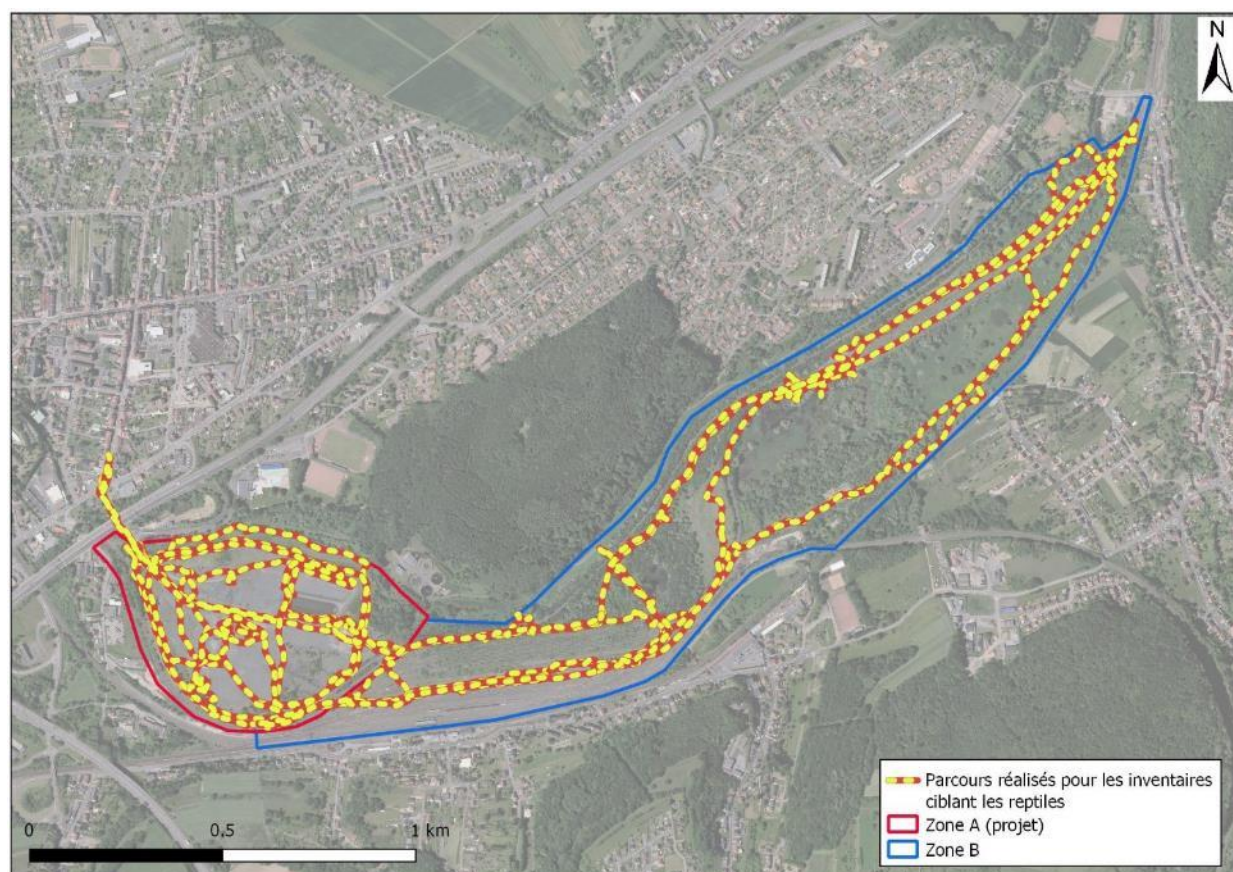 N
Parcours réalisés pour les inventaires
ciblant les reptiles
Zone A (projet)
Zone B
0 0,5 1 km